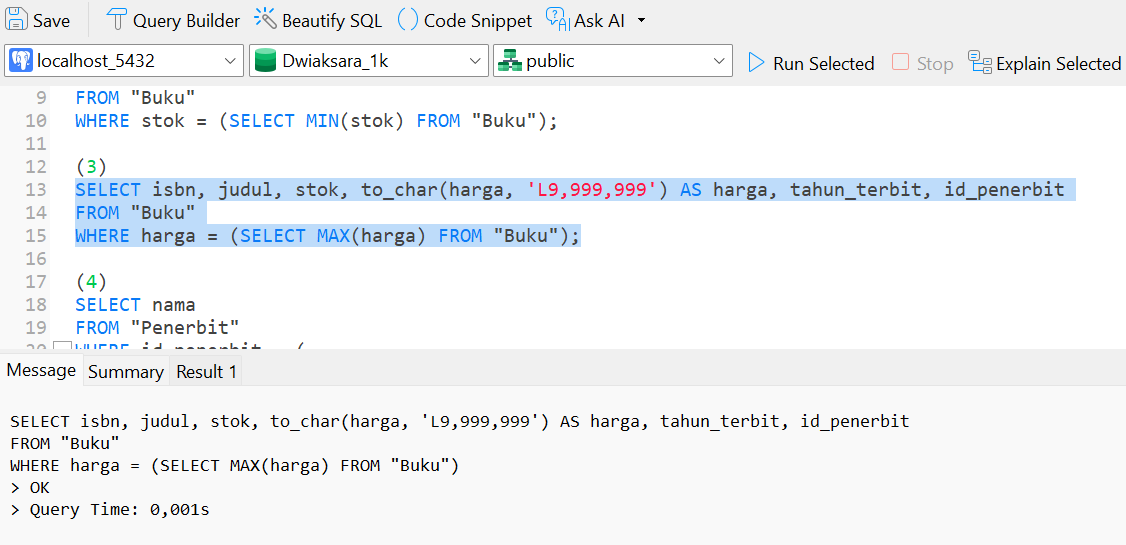 Save Query Builder Beautify SQL Code Snippet Ask AI
localhost_5432 Dwiaksara_1k public Run Selected Stop Explain Selected
9 FROM "Buku"
10 WHERE stok = (SELECT MIN(stok) FROM "Buku");
11
12 (3)
13 SELECT isbn, judul, stok, to_char(harga, 'L9,999,999') AS harga, tahun_terbit, id_penerbit
14 FROM "Buku"
15 WHERE harga = (SELECT MAX(harga) FROM "Buku");
16
17 (4)
18 SELECT nama
19 FROM "Penerbit"
20 WHERE id_penerbit = (
Message Summary Result 1
SELECT isbn, judul, stok, to_char(harga, 'L9,999,999') AS harga, tahun_terbit, id_penerbit
FROM "Buku"
WHERE harga = (SELECT MAX(harga) FROM "Buku")
> OK
> Query Time: 0,001s